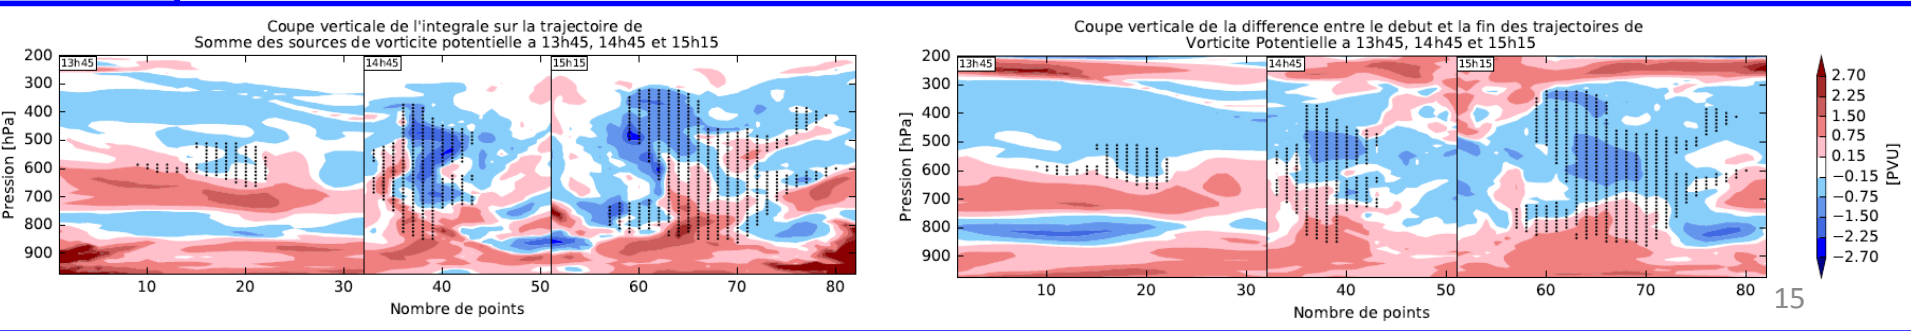 Coupe verticale de l'integrale sur la trajectoire de
Somme des sources de vorticite potentielle a 13h45, 14h45 et 15h15
13h45
14h45
15h15
Pression [hPa]
200
300
400
500
600
700
800
900
10
20
30
40
50
60
70
80
Nombre de points
Coupe verticale de la difference entre le debut et la fin des trajectoires de
Vorticite Potentielle a 13h45, 14h45 et 15h15
13h45
14h45
15h15
Pression [hPa]
200
300
400
500
600
700
800
900
10
20
30
40
50
60
70
80
Nombre de points
2.70
2.25
1.50
0.75
0.15
−0.15
−0.75
−1.50
−2.25
−2.70
[PVU]
15